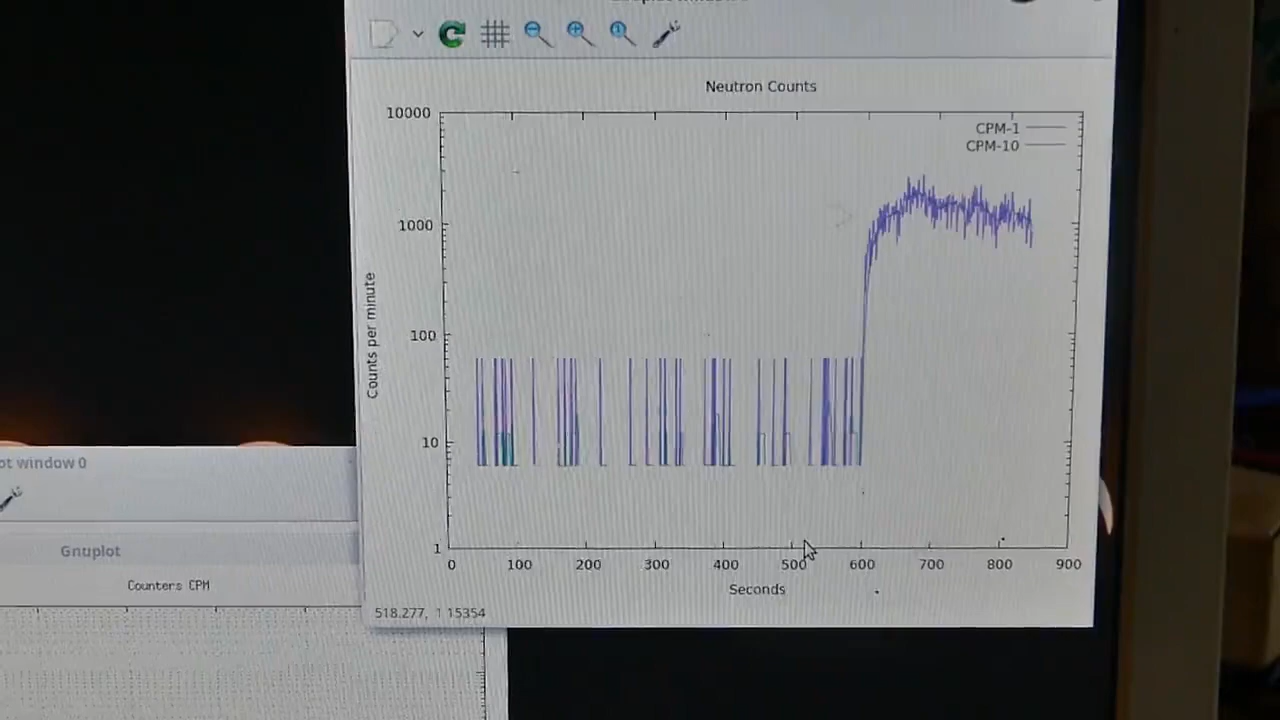 Neutron Counts
10000
CPM-1
CPM-10
1000
100
10
1
Counts per minute
0 100 200 300 400 500 600 700 800 900
Seconds
518.277, 1.15354
ot window 0
Gnuplot
Counters CPM